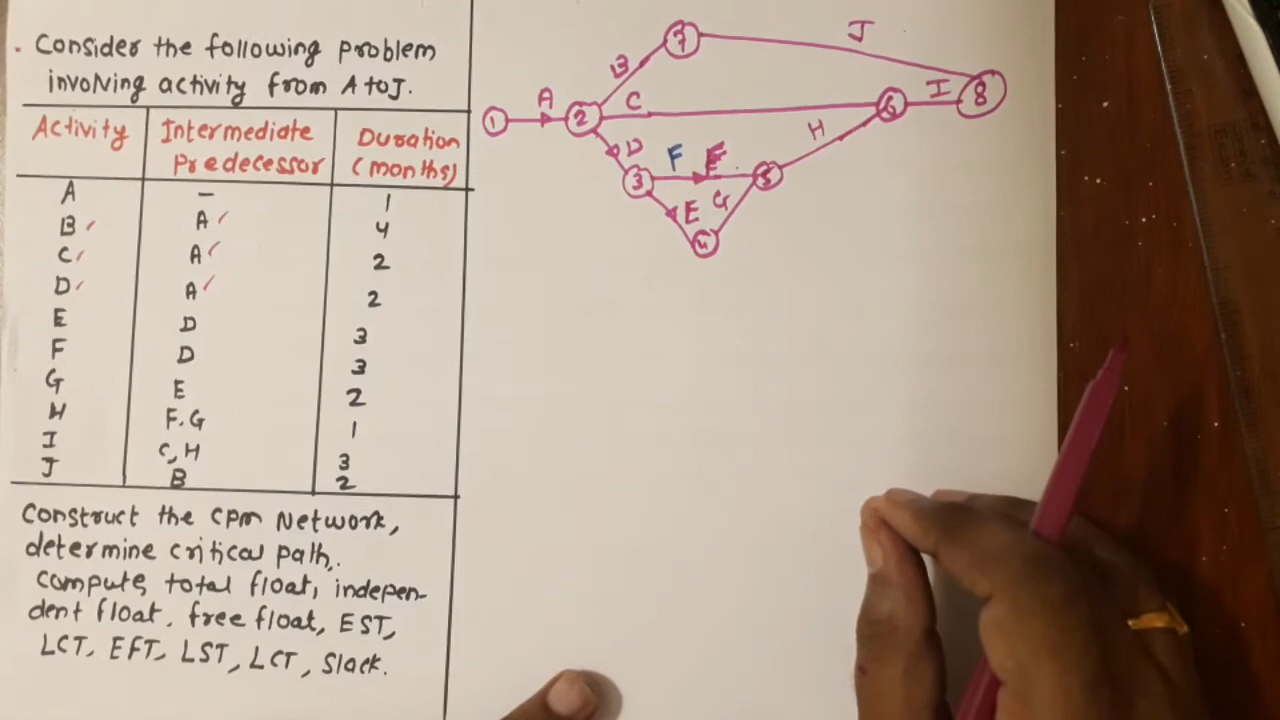 . Consider the following problem
involving activity from A to J.
Activity Intermediate Predecessor Duration (months)
A - 1
B A 4
C A 2
D A 2
E D 3
F D 3
G E 2
H F,G 1
I C,H 3
J B 2
Construct the CPM Network,
determine critical path.
Compute, total float, indepen-
dent float, free float, EST,
LCT, EFT, LST, LCT, Slack.
1 A 2 B 7 J 8
C 6 I
D 3 F 5 H
E 4 G